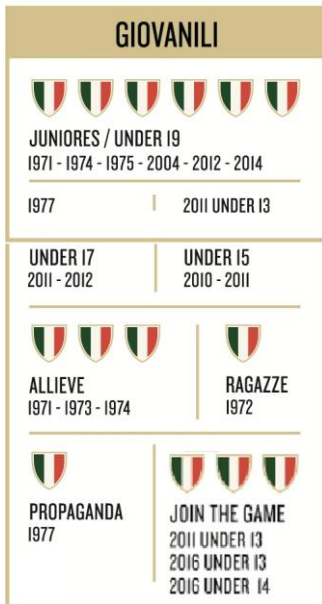 GIOVANILI
JUNIORES / UNDER 19
1971 - 1974 - 1975 - 2004 - 2012 - 2014
1977
2011 UNDER 13
UNDER 17
2011 - 2012
UNDER 15
2010 - 2011
ALLIEVE
1971 - 1973 - 1974
RAGAZZE
1972
PROPAGANDA
1977
JOIN THE GAME
2011 UNDER 13
2016 UNDER 13
2016 UNDER 14